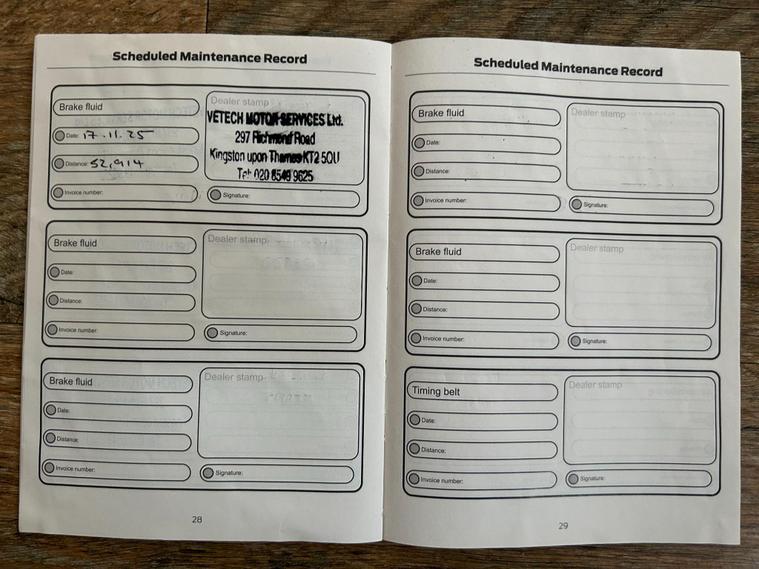 Scheduled Maintenance Record
Brake fluid
Date: 17.11.25
Distance: 52,914
Invoice number:
Dealer stamp
VETECH MOTOR SERVICES Ltd.
297 Richmond Road
Kingston upon Thames KT2 5QU
Tel: 020 8549 9625
Signature:
Brake fluid
Date:
Distance:
Invoice number:
Dealer stamp
Signature:
Brake fluid
Date:
Distance:
Invoice number:
Dealer stamp
Signature:
28
Scheduled Maintenance Record
Brake fluid
Date:
Distance:
Invoice number:
Dealer stamp
Signature:
Brake fluid
Date:
Distance:
Invoice number:
Dealer stamp
Signature:
Timing belt
Date:
Distance:
Invoice number:
Dealer stamp
Signature:
29